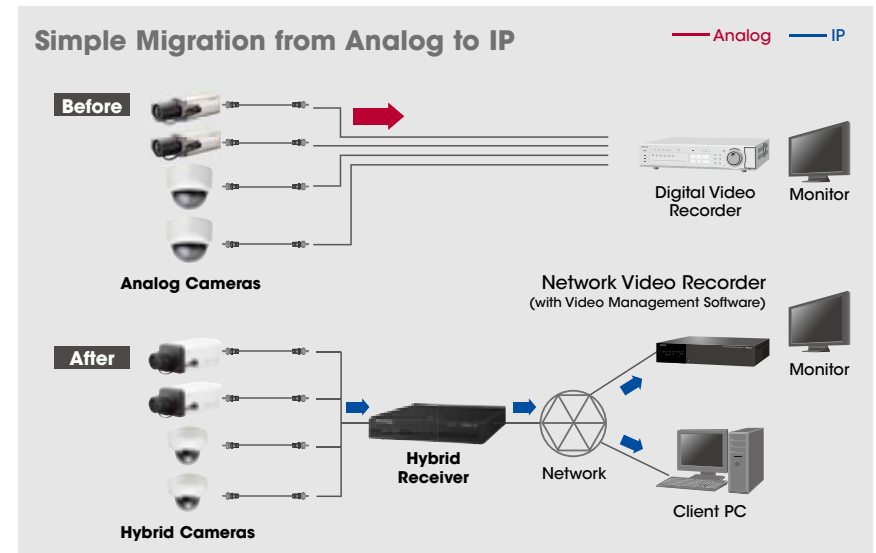 Simple Migration from Analog to IP
Analog
IP
Before
Digital Video
Recorder
Monitor
Analog Cameras
Network Video Recorder
(with Video Management Software)
After
Monitor
Hybrid
Receiver
Network
Client PC
Hybrid Cameras